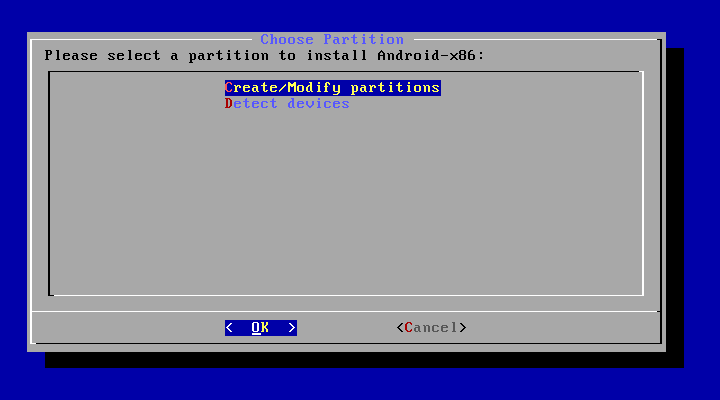 Choose Partition
Please select a partition to install Android-x86:
Create/Modify partitions
Detect devices
<  OK  > <Cancel>